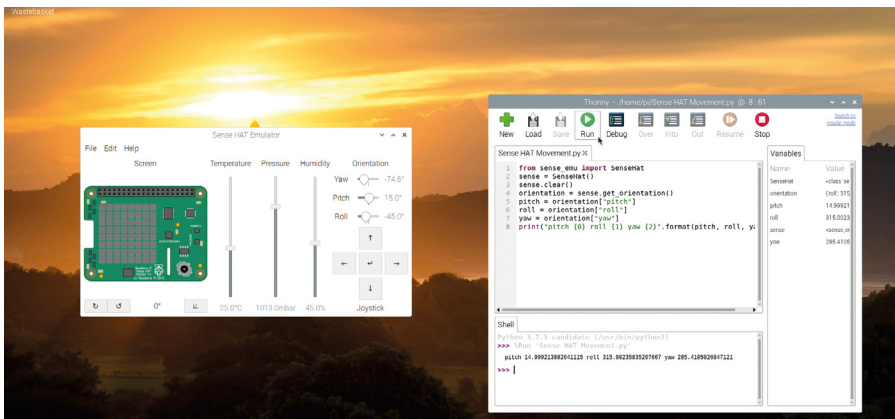 Wastebasket
Sense HAT Emulator
File Edit Help
Screen Temperature Pressure Humidity Orientation
Yaw -74.6°
Pitch 15.0°
Roll -45.0°
0° 25.0°C 1013.0mbar 45.0% Joystick
Thonny - /home/pi/Sense HAT Movement.py @ 8:61
New Load Save Run Debug Over Into Out Resume Stop
Switch to
regular mode
Sense HAT Movement.py
1 from sense_emu import SenseHat
2 sense = SenseHat()
3 sense.clear()
4 orientation = sense.get_orientation()
5 pitch = orientation["pitch"]
6 roll = orientation["roll"]
7 yaw = orientation["yaw"]
8 print("pitch {0} roll {1} yaw {2}".format(pitch, roll, ya
Variables
Name Value
SenseHat <class 'se
orientation {'roll': 315
pitch 14.99921
roll 315.0023
sense <sense_em
yaw 285.4105
Shell
Python 3.7.3 candidate (/usr/bin/python3)
>>> %Run 'Sense HAT Movement.py'
pitch 14.999213882641115 roll 315.00235835207667 yaw 285.4105026847121
>>>